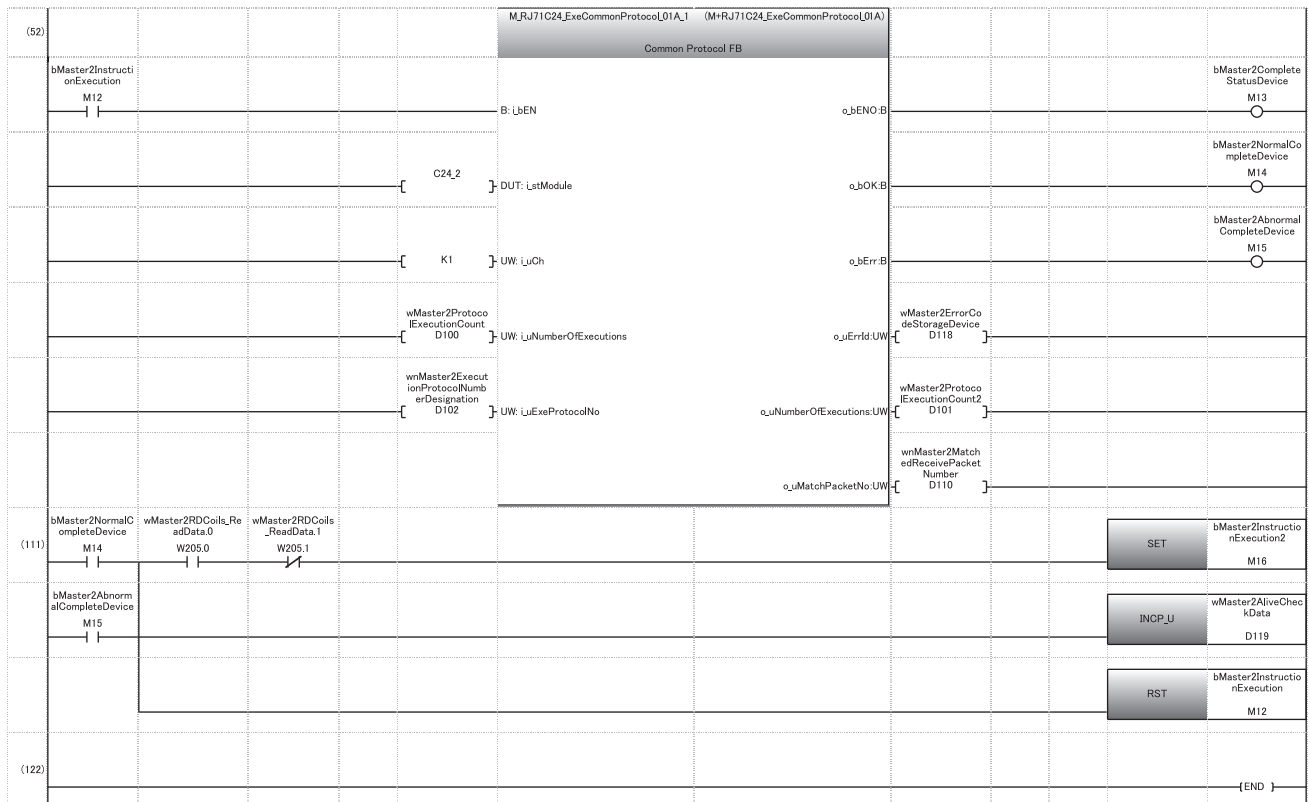 (52)
M_RJ71C24_ExeCommonProtocol_01A_1 (M+RJ71C24_ExeCommonProtocol_01A)
Common Protocol FB
bMaster2Instructi
onExecution
M12
B: i_bEN
o_bENO:B
bMaster2Complete
StatusDevice
M13
C24_2
DUT: i_stModule
o_bOK:B
bMaster2NormalCo
mpleteDevice
M14
K1
UW: i_uCh
o_bErr:B
bMaster2Abnormal
CompleteDevice
M15
wMaster2Protoco
lExecutionCount
D100
UW: i_uNumberOfExecutions
o_uErrId:UW
wMaster2ErrorCo
deStorageDevice
D118
wnMaster2Execut
ionProtocolNumb
erDesignation
D102
UW: i_uExeProtocolNo
o_uNumberOfExecutions:UW
wMaster2Protoco
lExecutionCount2
D101
o_uMatchPacketNo:UW
wnMaster2Match
edReceivePacket
Number
D110
(111)
bMaster2NormalC
ompleteDevice
M14
wMaster2RDCoils_Re
adData.0
W205.0
wMaster2RDCoils
_ReadData.1
W205.1
SET
bMaster2Instructio
nExecution2
M16
bMaster2Abnorm
alCompleteDevice
M15
INCP_U
wMaster2AliveChec
kData
D119
RST
bMaster2Instructio
nExecution
M12
(122)
END